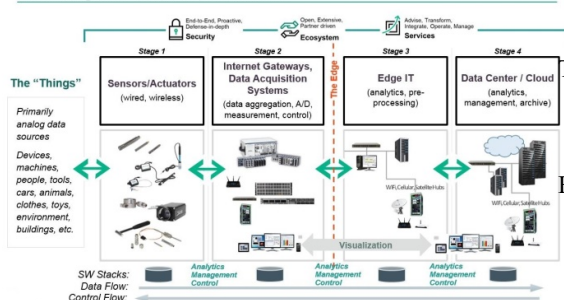 End-to-End, Proactive,
Defense-in-depth
Security
Open, Extensive,
Partner driven
Ecosystem
Advise, Transform,
Integrate, Operate, Manage
Services
Stage 1
Stage 2
Stage 3
Stage 4
The "Things"
Primarily
analog data
sources
Devices,
machines,
people, tools,
cars, animals,
clothes, toys,
environment,
buildings, etc.
Sensors/Actuators
(wired, wireless)
Internet Gateways,
Data Acquisition
Systems
(data aggregation, A/D,
measurement, control)
The Edge
Edge IT
(analytics, pre-
processing)
Data Center / Cloud
(analytics,
management, archive)
WiFi, Cellular, Satellite Hubs
WiFi, Cellular, Satellite Hubs
Visualization
SW Stacks:
Analytics
Management
Control
Analytics
Management
Control
Analytics
Management
Control
Data Flow:
Control Flow: